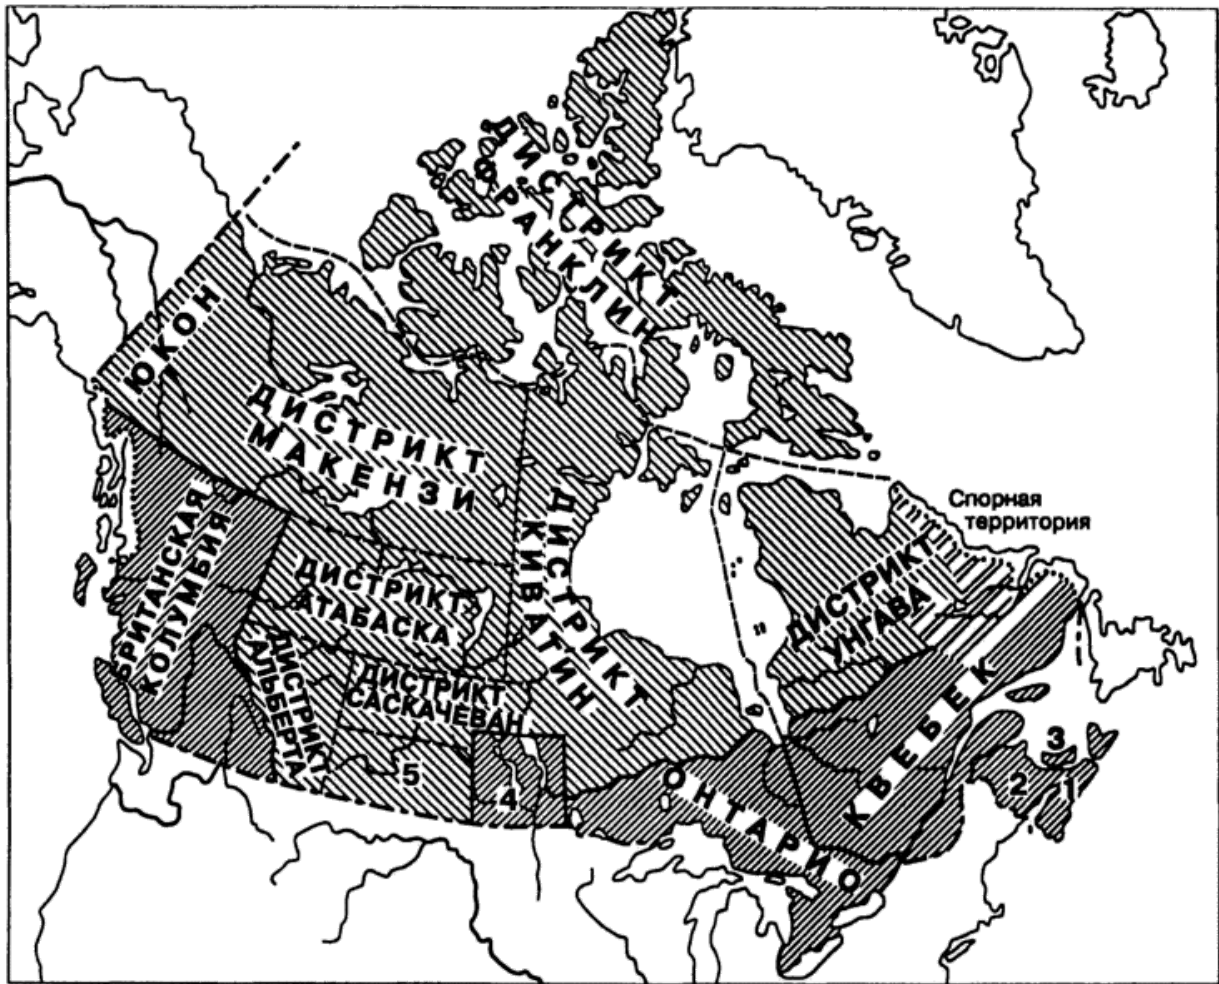 ДИСТРИКТ
ФРАНКЛИН
ЮКОН
ДИСТРИКТ
МАКЕНЗИ
ДИСТРИКТ
КИВАТИН
Спорная
территория
БРИТАНСКАЯ
КОЛУМБИЯ
ДИСТРИКТ
АТАБАСКА
ДИСТРИКТ
УНГАВА
ДИСТРИКТ
АЛЬБЕРТА
ДИСТРИКТ
САСКАЧЕВАН
5
4
ОНТАРИО
КВЕБЕК
3
2
1